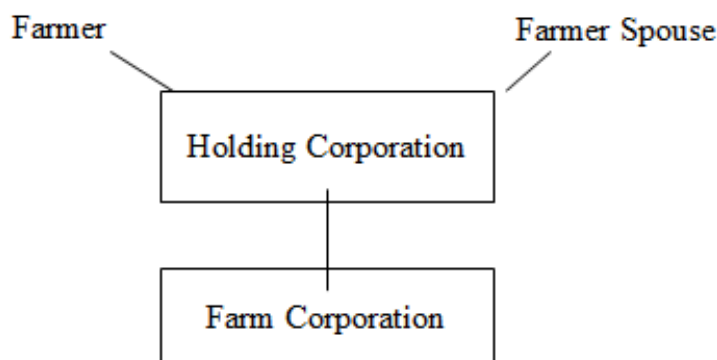 Farmer
Farmer Spouse
Holding Corporation
Farm Corporation